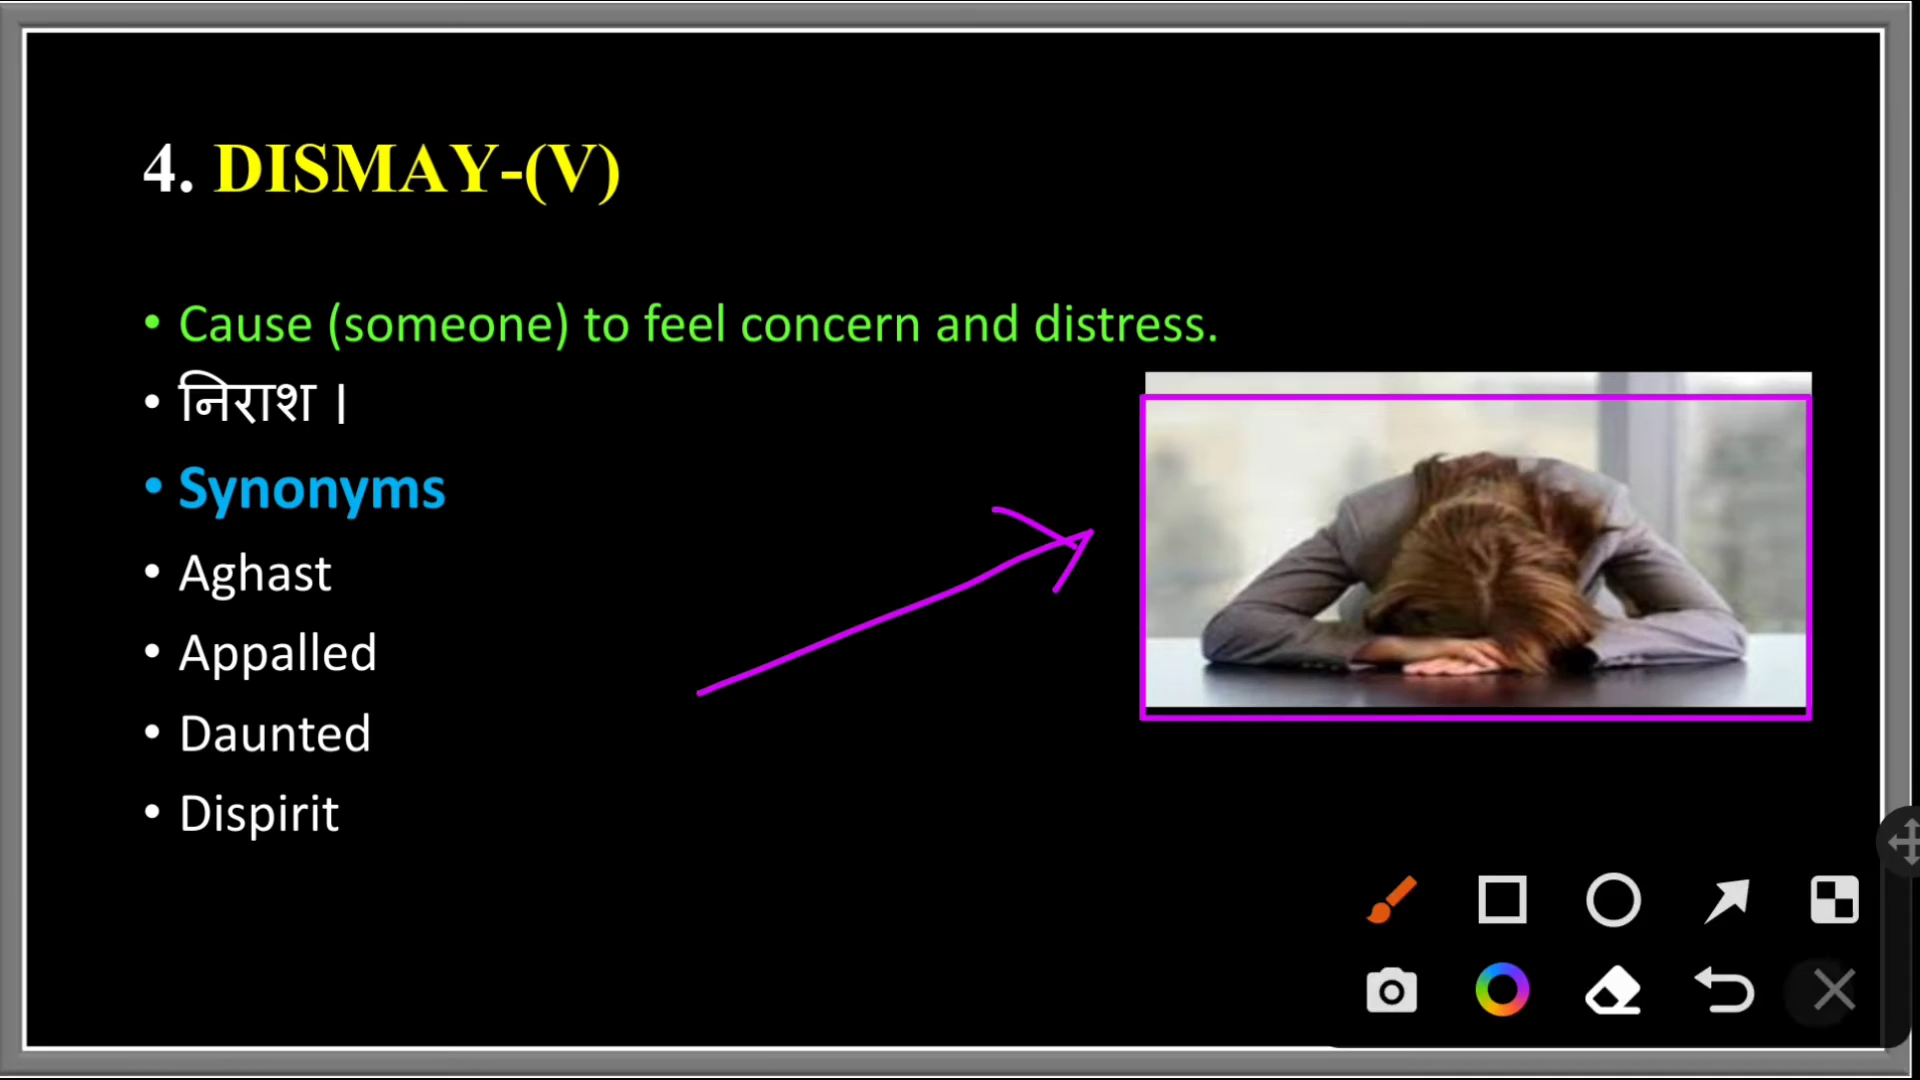 4. DISMAY-(V)
• Cause (someone) to feel concern and distress.
• निराश ।
• Synonyms
• Aghast
• Appalled
• Daunted
• Dispirit